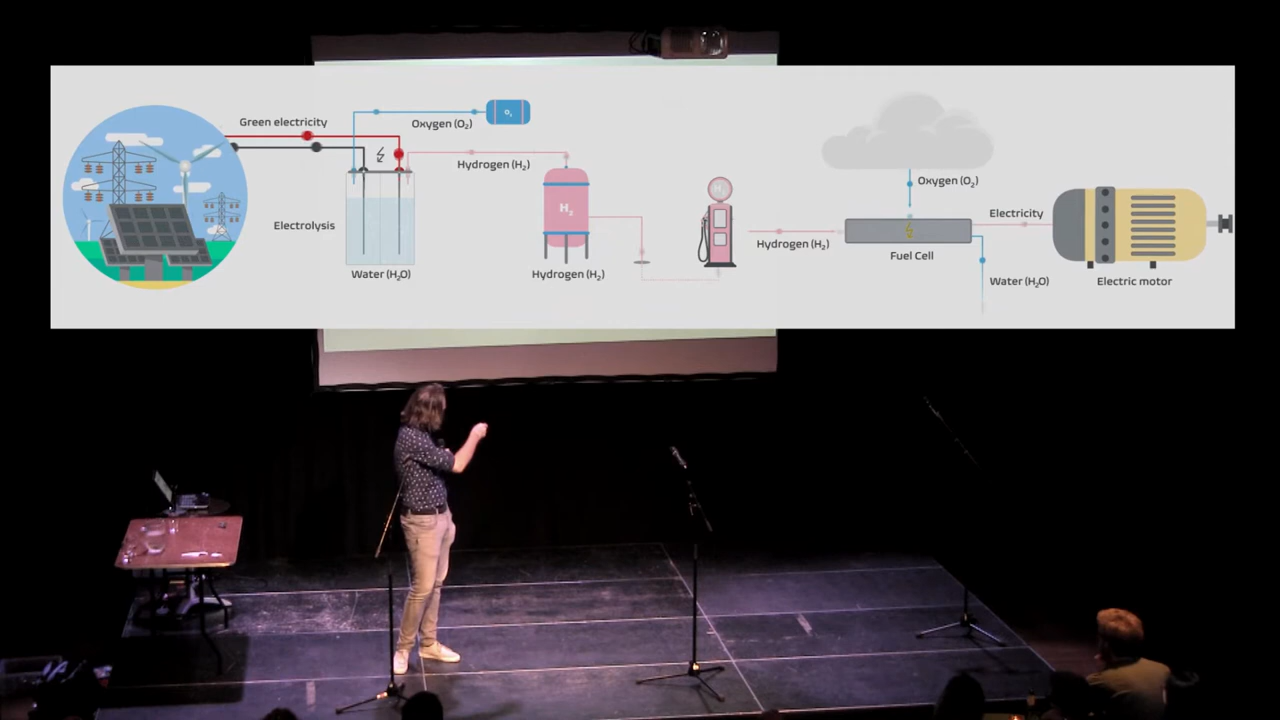 Green electricity
Oxygen (O₂)
O₂
Hydrogen (H₂)
Electrolysis
Water (H₂O)
H₂
Hydrogen (H₂)
H₂
Hydrogen (H₂)
Oxygen (O₂)
Fuel Cell
Electricity
Water (H₂O)
Electric motor